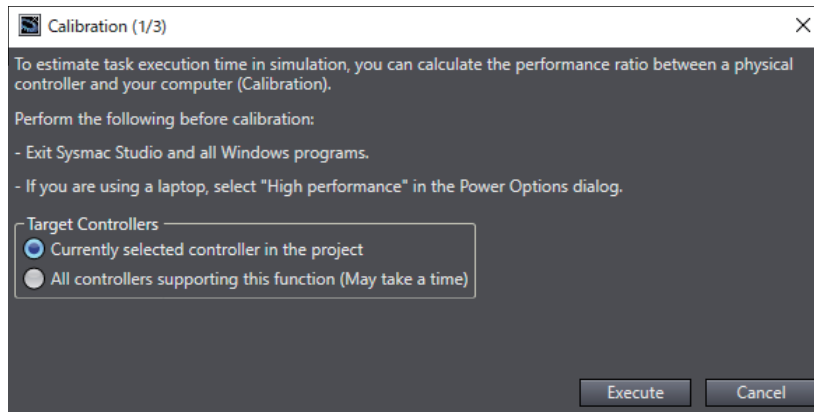 Calibration (1/3)
To estimate task execution time in simulation, you can calculate the performance ratio between a physical
controller and your computer (Calibration).
Perform the following before calibration:
- Exit Sysmac Studio and all Windows programs.
- If you are using a laptop, select "High performance" in the Power Options dialog.
Target Controllers
Currently selected controller in the project
All controllers supporting this function (May take a time)
Execute
Cancel